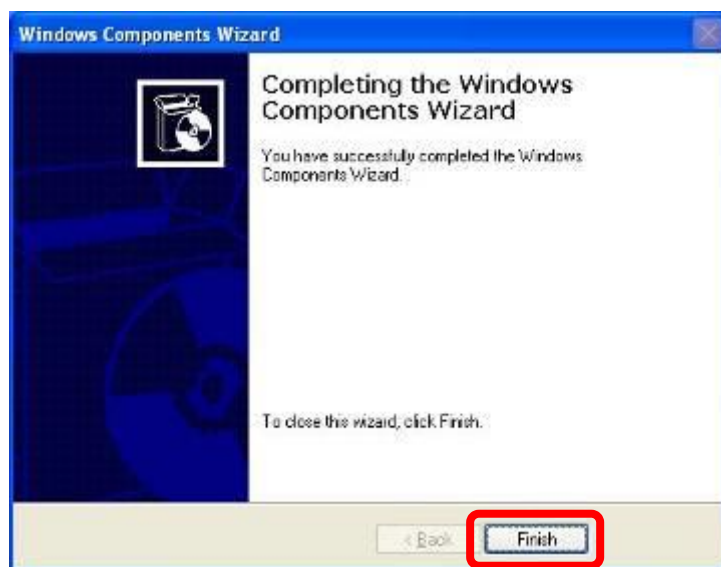 Windows Components Wizard
Completing the Windows
Components Wizard
You have successfully completed the Windows
Components Wizard.
To close this wizard, click Finish.
< Back
Finish